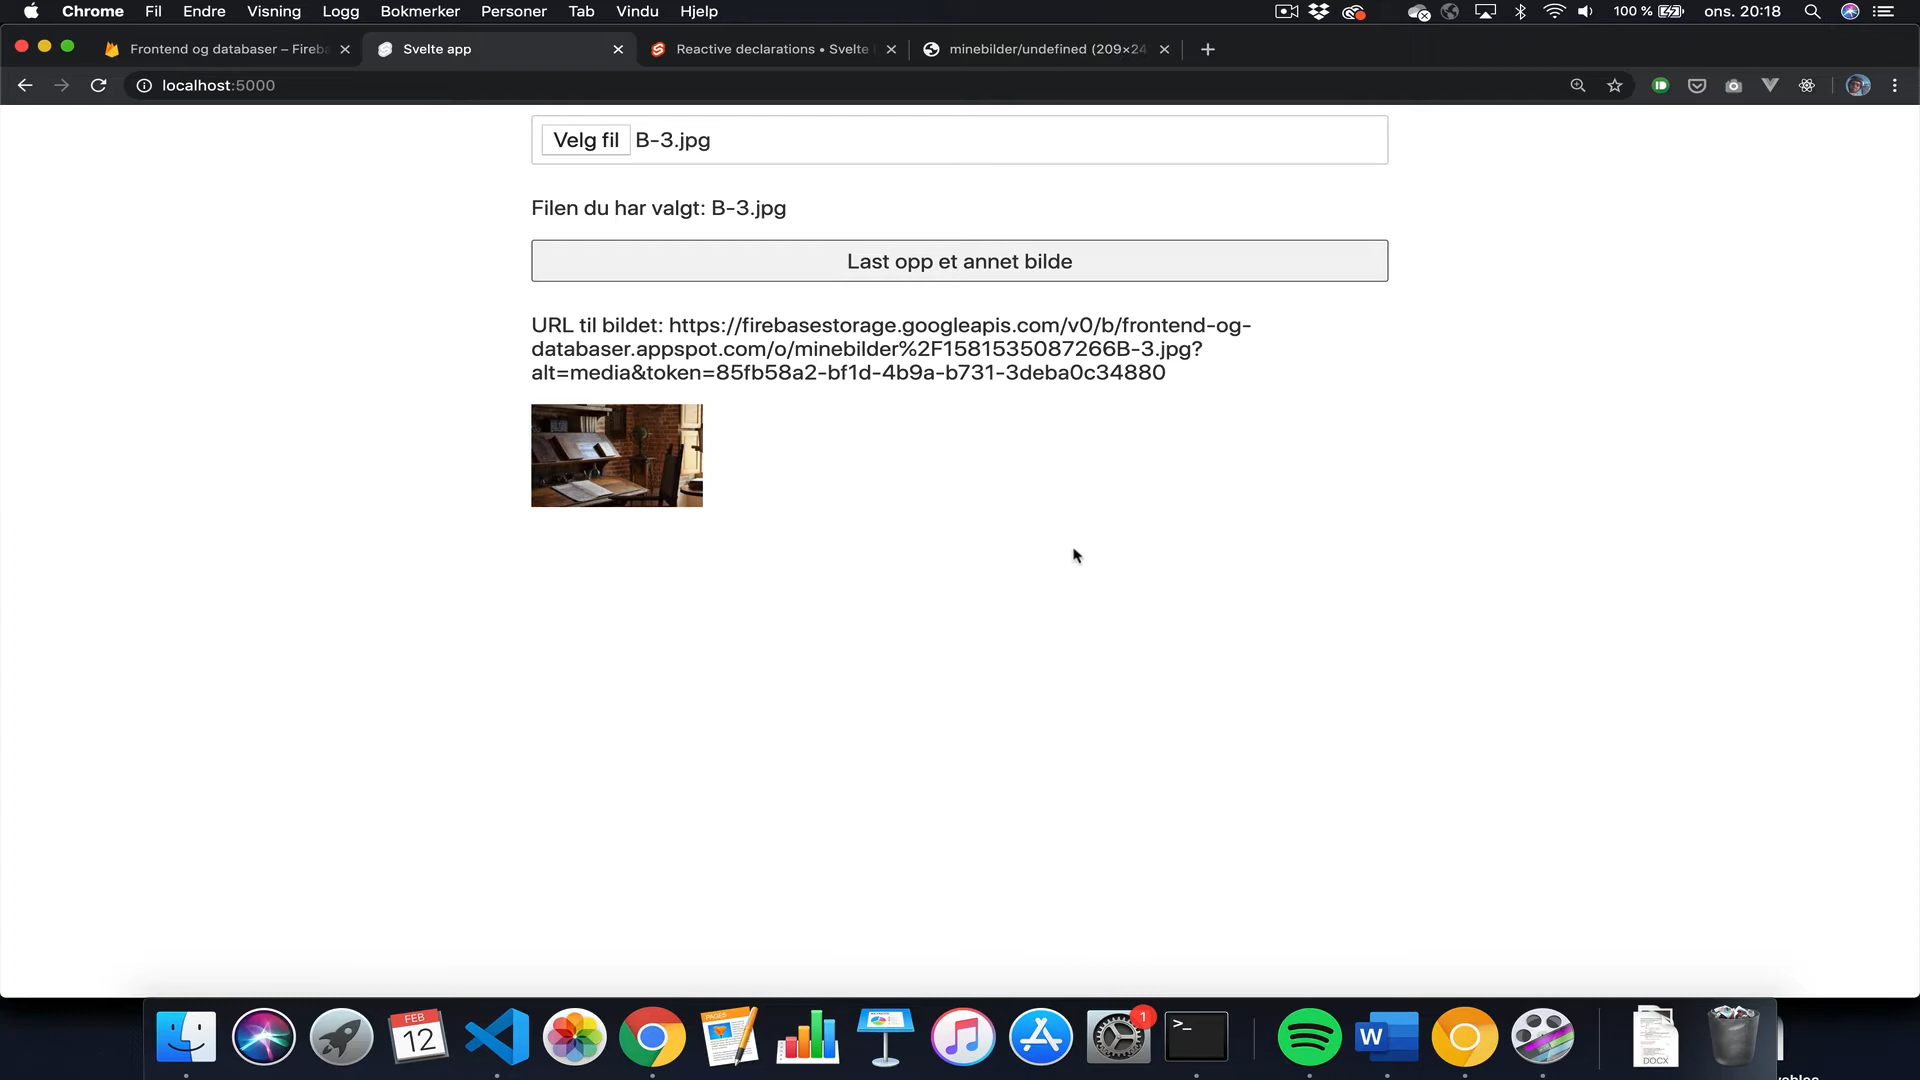 Chrome Fil Endre Visning Logg Bokmerker Personer Tab Vindu Hjelp 100 % ons. 20:18
Frontend og databaser – Fireb Svelte app Reactive declarations • Svelte minebilder/undefined (209×24
localhost:5000
Velg fil B-3.jpg
Filen du har valgt: B-3.jpg
Last opp et annet bilde
URL til bildet: https://firebasestorage.googleapis.com/v0/b/frontend-og-
databaser.appspot.com/o/minebilder%2F1581535087266B-3.jpg?
alt=media&token=85fb58a2-bf1d-4b9a-b731-3deba0c34880
FEB
12
PAGES
1
>_
W
DOCX